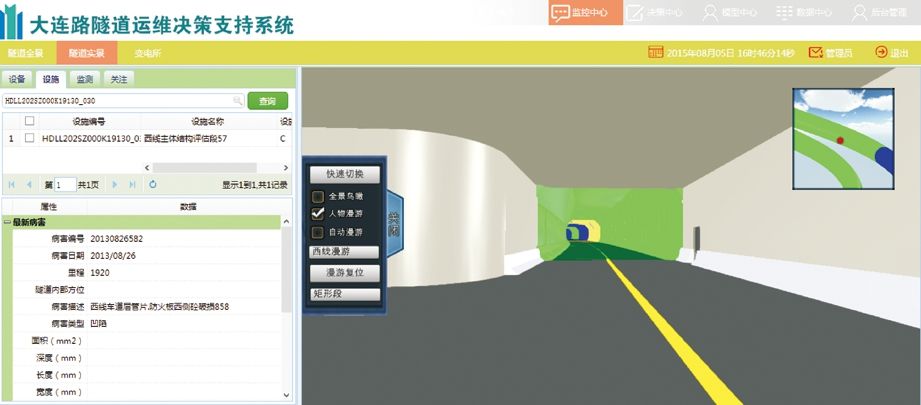 大连路隧道运维决策支持系统
监控中心 决策中心 模型中心 数据中心 后台管理
隧道全景 隧道实景 变电所 2015年08月05日 16时46分14秒 管理员 退出
设备 设施 监测 关注
HDLL202SZ000K19130_030 查询
设施编号 设施名称 设
1 HDLL202SZ000K19130_0 西线主体结构评估段57 C
第 1 共1页 显示1到1,共1记录
属性 数据
最新病害
病害编号 20130826582
病害日期 2013/08/26
里程 1920
隧道内部方位
病害描述 西线车道层管片,防火板西侧砼破损858
病害类型 凹陷
面积（mm2）
深度（mm）
长度（mm）
宽度（mm）
快速切换
全景鸟瞰
人物漫游
自动漫游
西线漫游
漫游复位
矩形段
关闭